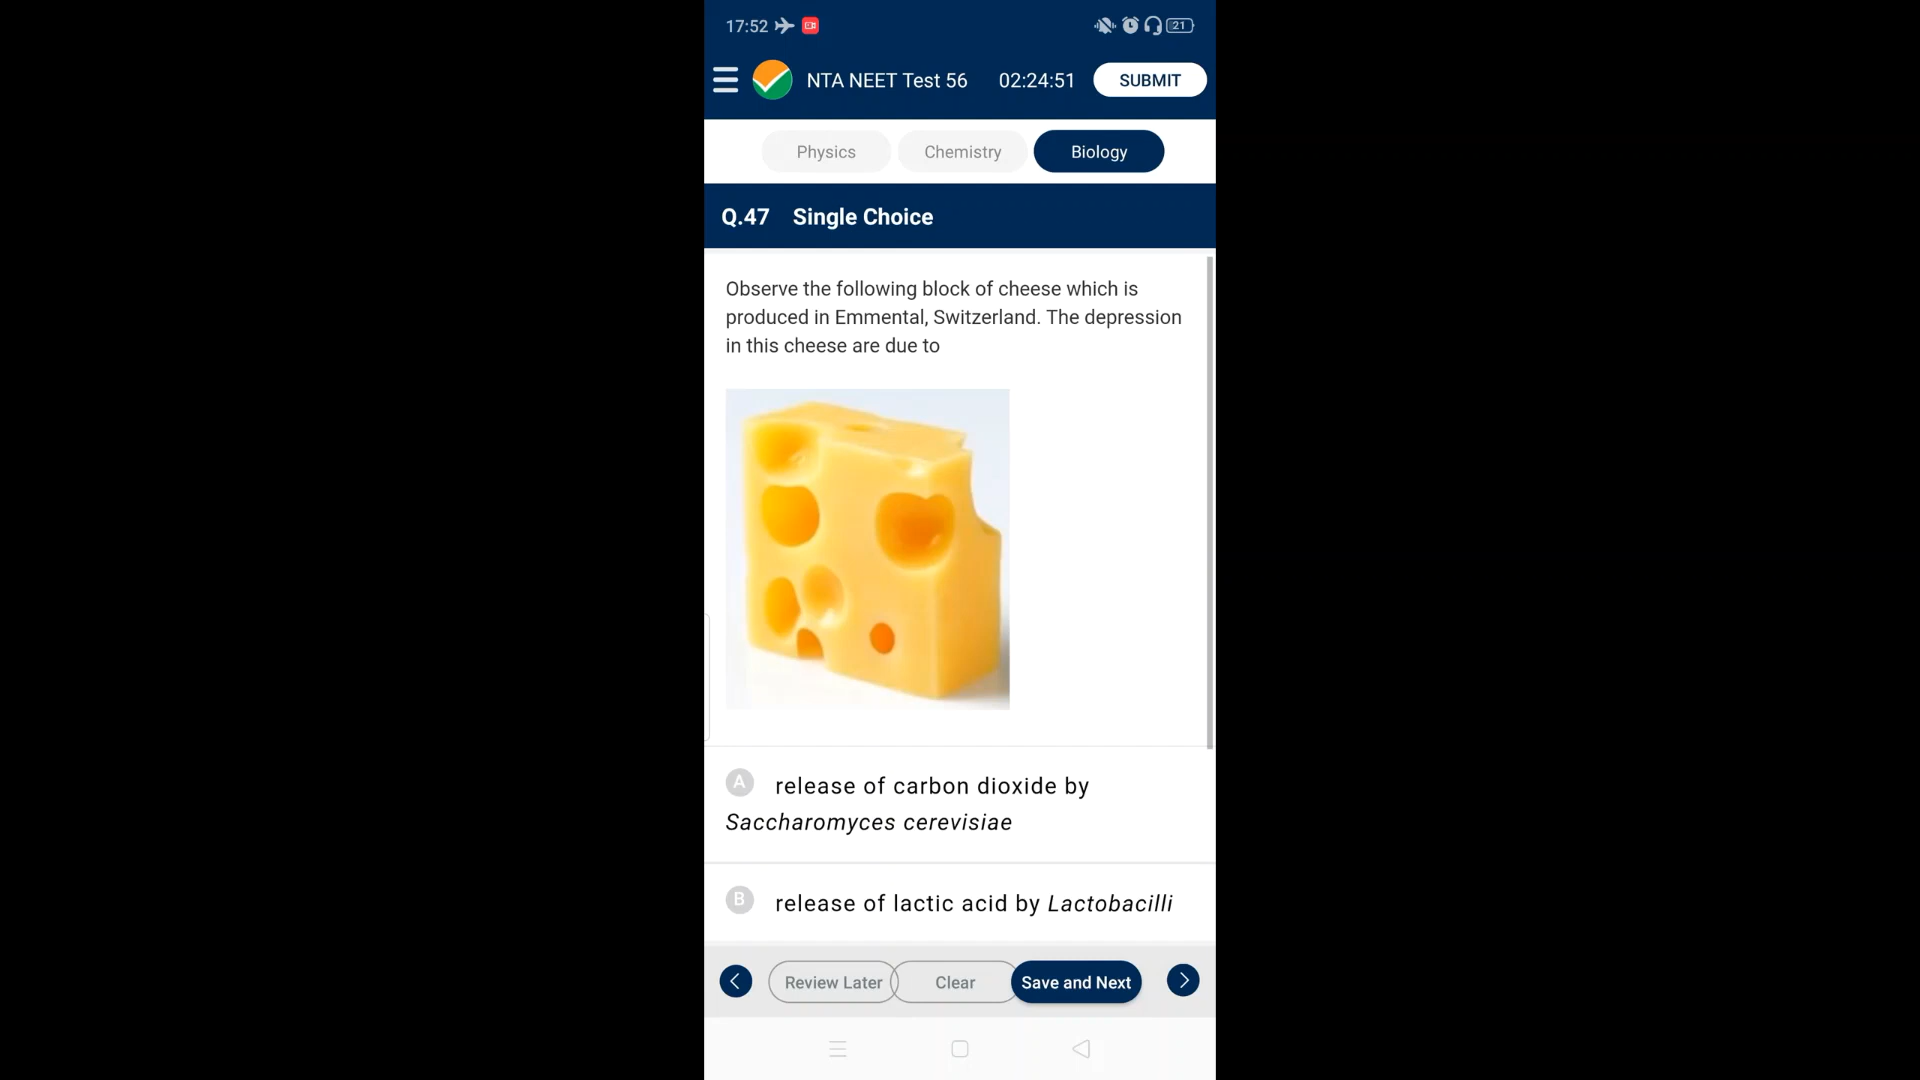 17:52
21
NTA NEET Test 56 02:24:51 SUBMIT
Physics Chemistry Biology
Q.47 Single Choice
Observe the following block of cheese which is
produced in Emmental, Switzerland. The depression
in this cheese are due to
A release of carbon dioxide by
Saccharomyces cerevisiae
B release of lactic acid by Lactobacilli
Review Later Clear Save and Next